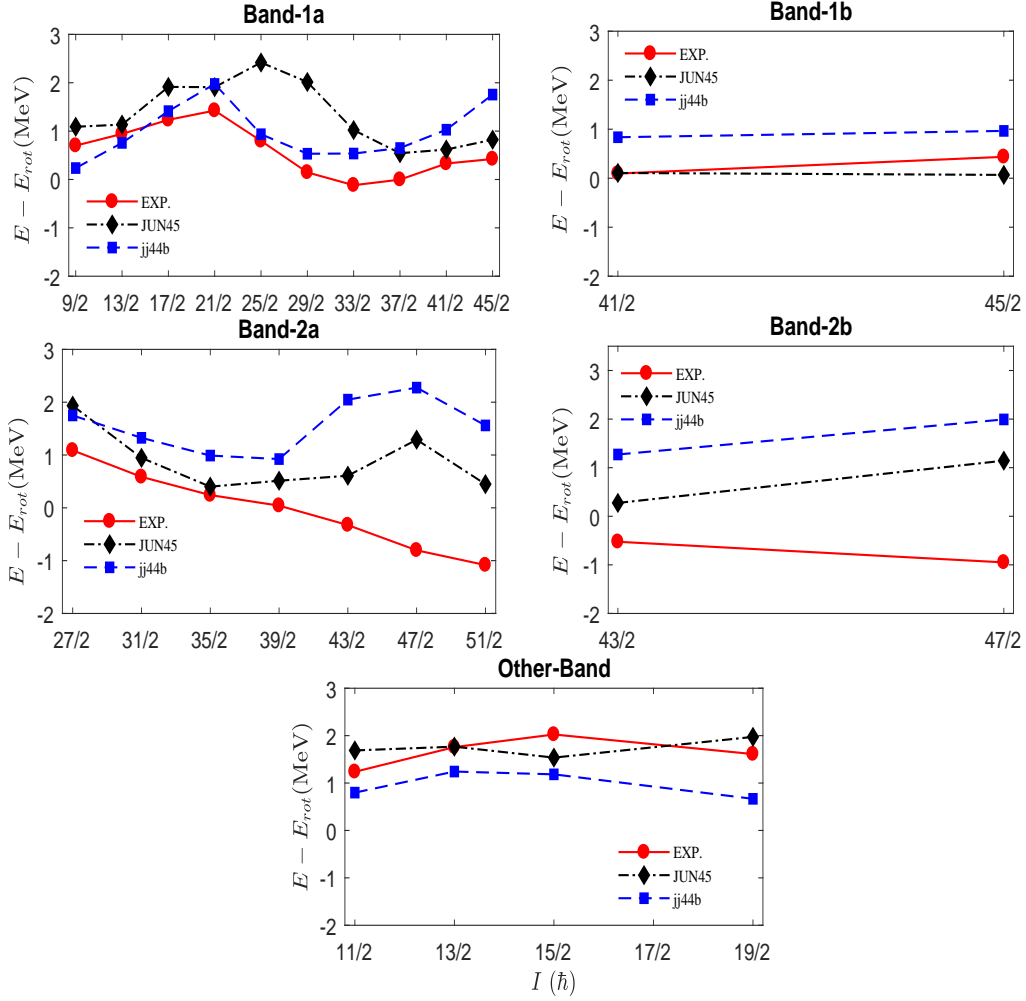 Band-1a
E − E_rot(MeV)
3
2
1
0
1
-2
9/2 13/2 17/2 21/2 25/2 29/2 33/2 37/2 41/2 45/2
EXP.
JUN45
jj44b
Band-1b
E − E_rot(MeV)
3
2
1
0
-1
-2
41/2 45/2
EXP.
JUN45
jj44b
Band-2a
E − E_rot(MeV)
3
2
1
0
-1
-2
27/2 31/2 35/2 39/2 43/2 47/2 51/2
EXP.
JUN45
jj44b
Band-2b
E − E_rot(MeV)
3
2
1
0
-1
-2
43/2 47/2
EXP.
JUN45
jj44b
Other-Band
E − E_rot(MeV)
3
2
1
0
-1
-2
11/2 13/2 15/2 17/2 19/2
EXP.
JUN45
jj44b
I (ħ)